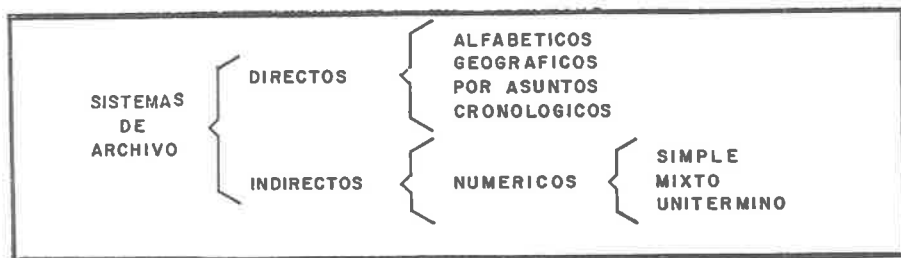 SISTEMAS
DE
ARCHIVO
DIRECTOS
ALFABETICOS
GEOGRAFICOS
POR ASUNTOS
CRONOLOGICOS
INDIRECTOS
NUMERICOS
SIMPLE
MIXTO
UNITERMINO